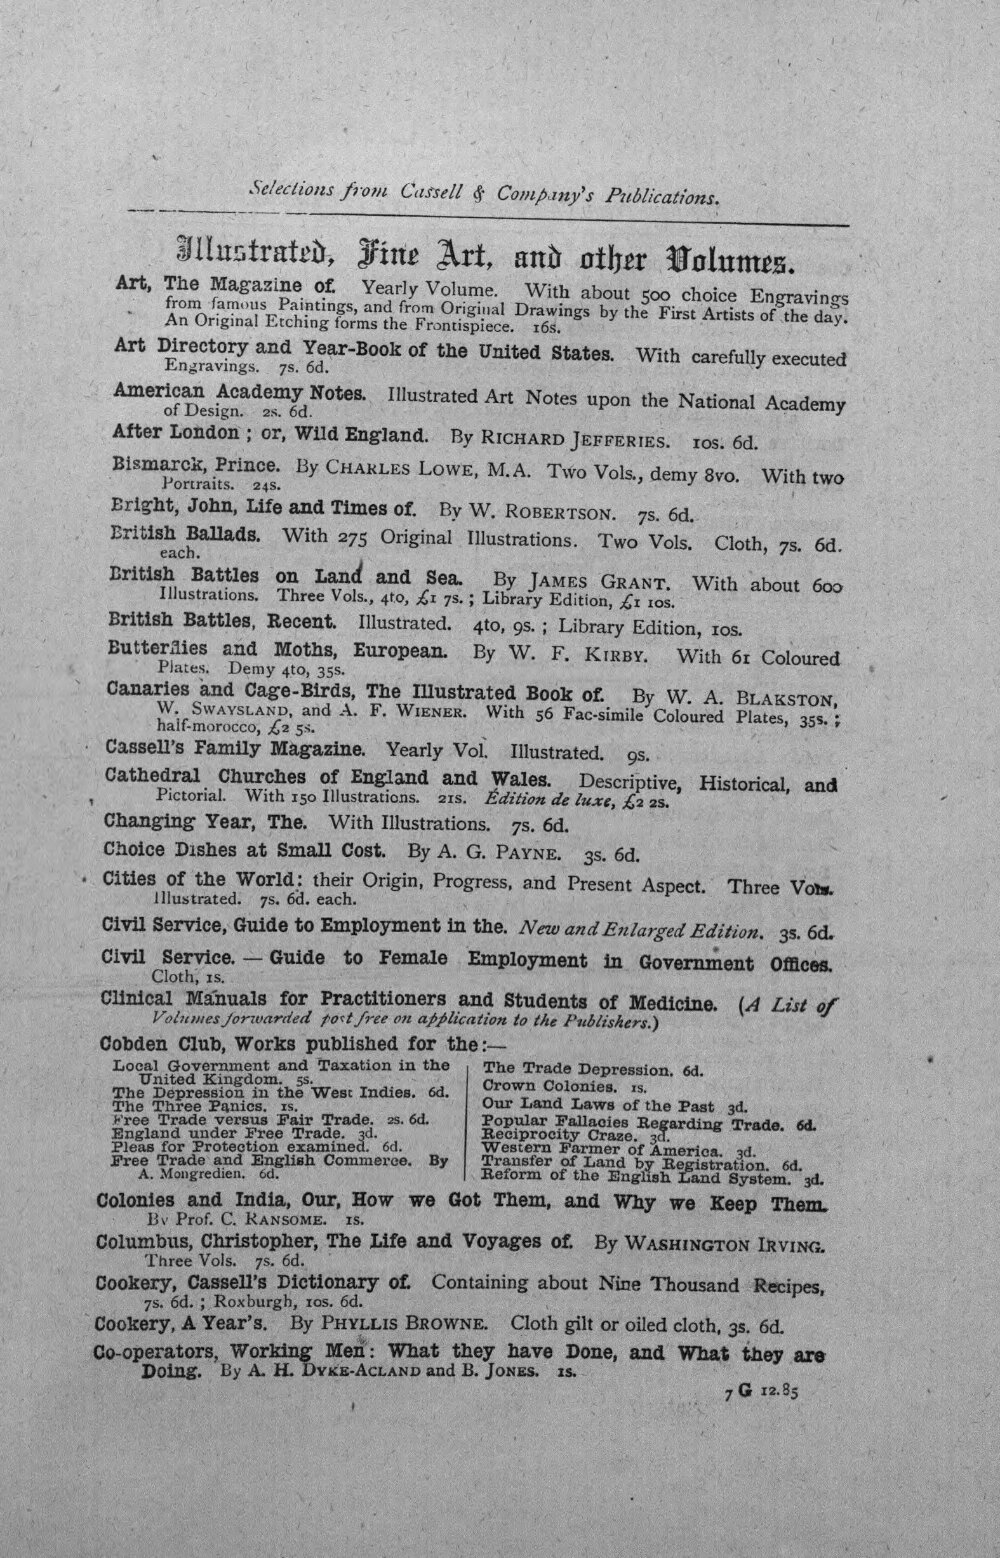 Selections from Cassell & Company's Publications.
Illustrated, Fine Art, and other Volumes.
Art, The Magazine of. Yearly Volume. With about 500 choice Engravings
from famous Paintings, and from Original Drawings by the First Artists of the day.
An Original Etching forms the Frontispiece. 16s.
Art Directory and Year-Book of the United States. With carefully executed
Engravings. 7s. 6d.
American Academy Notes. Illustrated Art Notes upon the National Academy
of Design. 2s. 6d.
After London; or, Wild England. By RICHARD JEFFERIES. 10s. 6d.
Bismarck, Prince. By CHARLES LOWE, M.A. Two Vols., demy 8vo. With two
Portraits. 24s.
Bright, John, Life and Times of. By W. ROBERTSON. 7s. 6d.
British Ballads. With 275 Original Illustrations. Two Vols. Cloth, 7s. 6d.
each.
British Battles on Land and Sea. By JAMES GRANT. With about 600
Illustrations. Three Vols., 4to, £1 7s.; Library Edition, £1 10s.
British Battles, Recent. Illustrated. 4to, 9s.; Library Edition, 10s.
Butterflies and Moths, European. By W. F. KIRBY. With 61 Coloured
Plates. Demy 4to, 35s.
Canaries and Cage-Birds, The Illustrated Book of. By W. A. BLAKSTON,
W. SWAYSLAND, and A. F. WIENER. With 56 Fac-simile Coloured Plates, 35s.;
half-morocco, £2 5s.
Cassell's Family Magazine. Yearly Vol. Illustrated. 9s.
Cathedral Churches of England and Wales. Descriptive, Historical, and
Pictorial. With 150 Illustrations. 21s. Édition de luxe, £2 2s.
Changing Year, The. With Illustrations. 7s. 6d.
Choice Dishes at Small Cost. By A. G. PAYNE. 3s. 6d.
Cities of the World: their Origin, Progress, and Present Aspect. Three Vols.
Illustrated. 7s. 6d. each.
Civil Service, Guide to Employment in the. New and Enlarged Edition. 3s. 6d.
Civil Service.—Guide to Female Employment in Government Offices.
Cloth, 1s.
Clinical Manuals for Practitioners and Students of Medicine. (A List of
Volumes forwarded post free on application to the Publishers.)
Cobden Club, Works published for the:—
Local Government and Taxation in the
United Kingdom. 5s.
The Depression in the West Indies. 6d.
The Three Panics. 1s.
Free Trade versus Fair Trade. 2s. 6d.
England under Free Trade. 3d.
Pleas for Protection examined. 6d.
Free Trade and English Commerce. By
A. Mongredien. 6d.
The Trade Depression. 6d.
Crown Colonies. 1s.
Our Land Laws of the Past 3d.
Popular Fallacies Regarding Trade. 6d.
Reciprocity Craze. 3d.
Western Farmer of America. 3d.
Transfer of Land by Registration. 6d.
Reform of the English Land System. 3d.
Colonies and India, Our, How we Got Them, and Why we Keep Them.
By Prof. C. RANSOME. 1s.
Columbus, Christopher, The Life and Voyages of. By WASHINGTON IRVING.
Three Vols. 7s. 6d.
Cookery, Cassell's Dictionary of. Containing about Nine Thousand Recipes,
7s. 6d.; Roxburgh, 10s. 6d.
Cookery, A Year's. By PHYLLIS BROWNE. Cloth gilt or oiled cloth, 3s. 6d.
Co-operators, Working Men: What they have Done, and What they are
Doing. By A. H. DYKE-ACLAND and B. JONES. 1s.
7 G 12.85